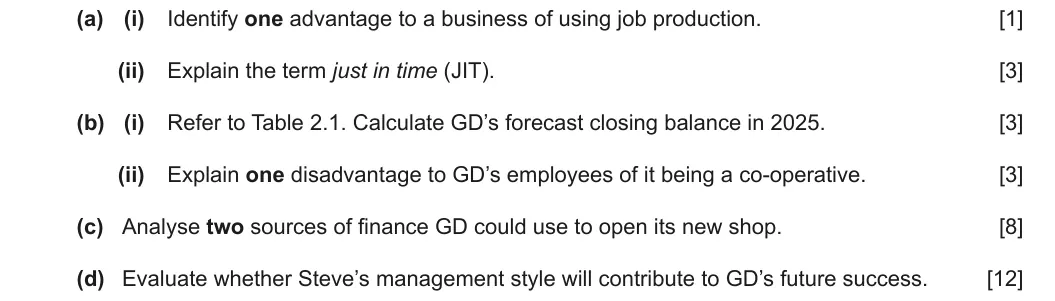 (a) (i) Identify one advantage to a business of using job production. [1]
(ii) Explain the term just in time (JIT). [3]
(b) (i) Refer to Table 2.1. Calculate GD’s forecast closing balance in 2025. [3]
(ii) Explain one disadvantage to GD’s employees of it being a co-operative. [3]
(c) Analyse two sources of finance GD could use to open its new shop. [8]
(d) Evaluate whether Steve’s management style will contribute to GD’s future success. [12]